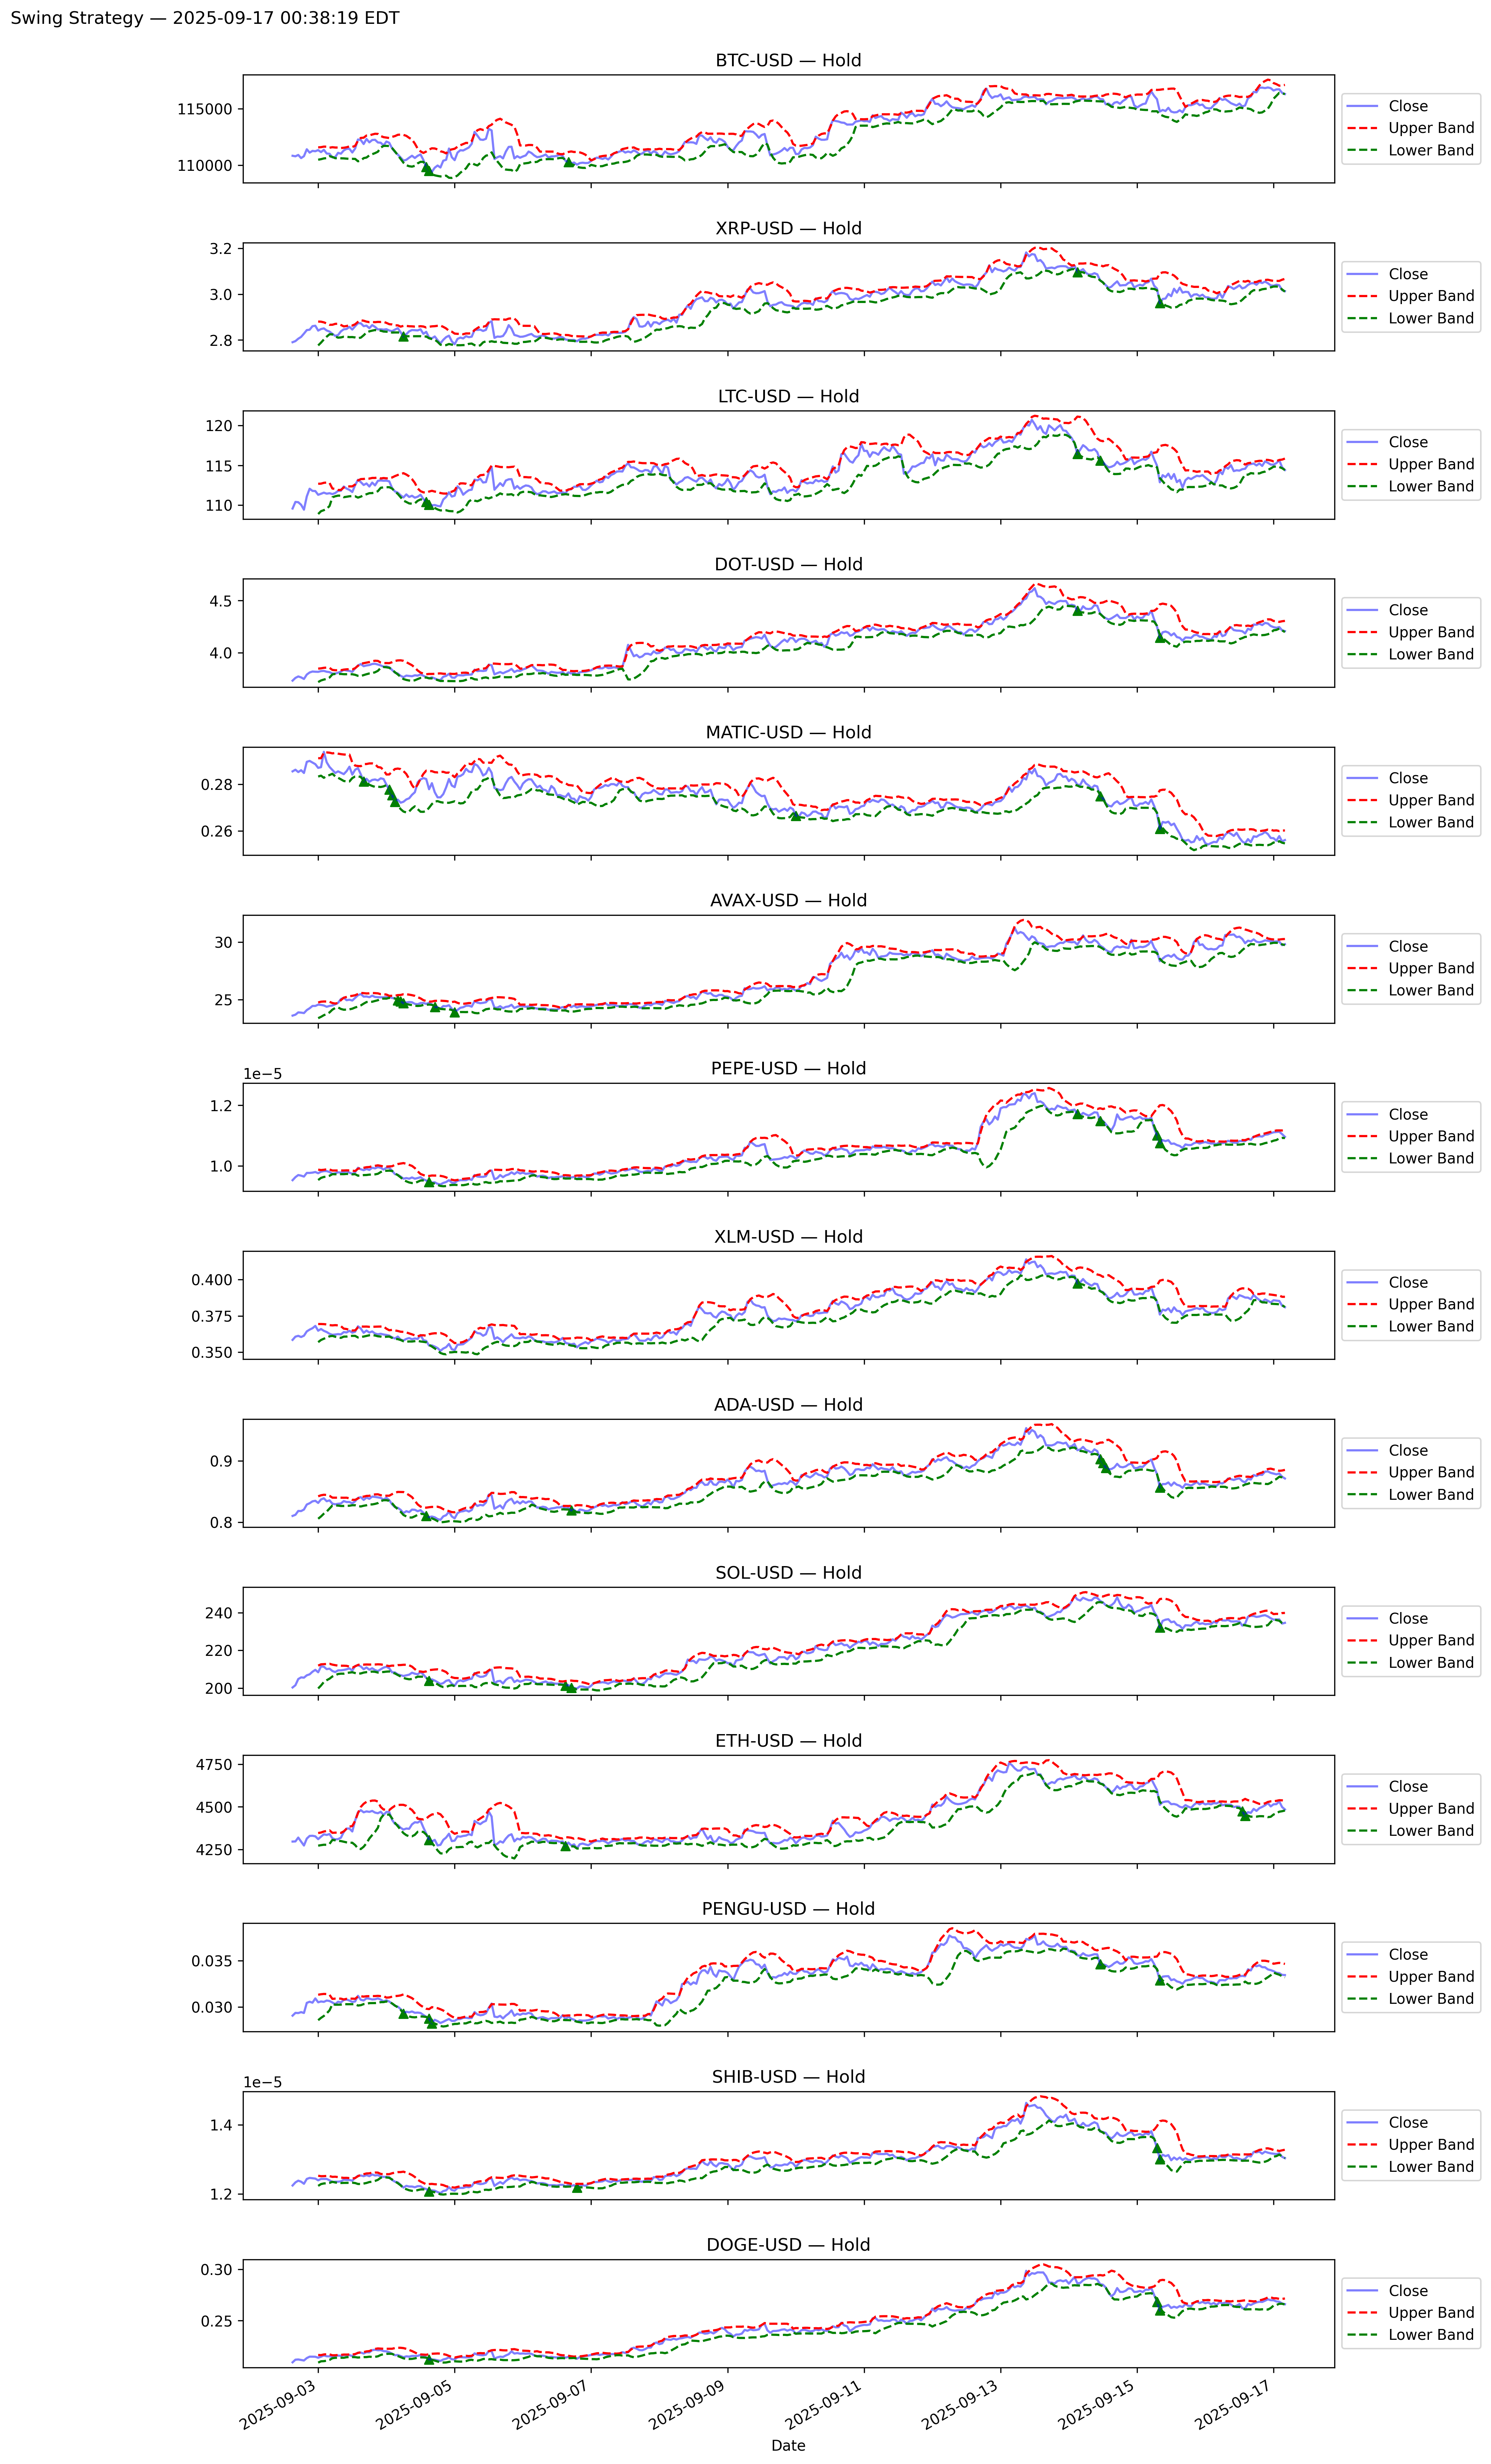 Swing Strategy — 2025-09-17 00:38:19 EDT
BTC-USD — Hold
115000
110000
Close
Upper Band
Lower Band
XRP-USD — Hold
3.2
3.0
2.8
Close
Upper Band
Lower Band
LTC-USD — Hold
120
115
110
Close
Upper Band
Lower Band
DOT-USD — Hold
4.5
4.0
Close
Upper Band
Lower Band
MATIC-USD — Hold
0.28
0.26
Close
Upper Band
Lower Band
AVAX-USD — Hold
30
25
Close
Upper Band
Lower Band
PEPE-USD — Hold
1e−5
1.2
1.0
Close
Upper Band
Lower Band
XLM-USD — Hold
0.400
0.375
0.350
Close
Upper Band
Lower Band
ADA-USD — Hold
0.9
0.8
Close
Upper Band
Lower Band
SOL-USD — Hold
240
220
200
Close
Upper Band
Lower Band
ETH-USD — Hold
4750
4500
4250
Close
Upper Band
Lower Band
PENGU-USD — Hold
0.035
0.030
Close
Upper Band
Lower Band
SHIB-USD — Hold
1e−5
1.4
1.2
Close
Upper Band
Lower Band
DOGE-USD — Hold
0.30
0.25
Close
Upper Band
Lower Band
2025-09-03
2025-09-05
2025-09-07
2025-09-09
2025-09-11
2025-09-13
2025-09-15
2025-09-17
Date